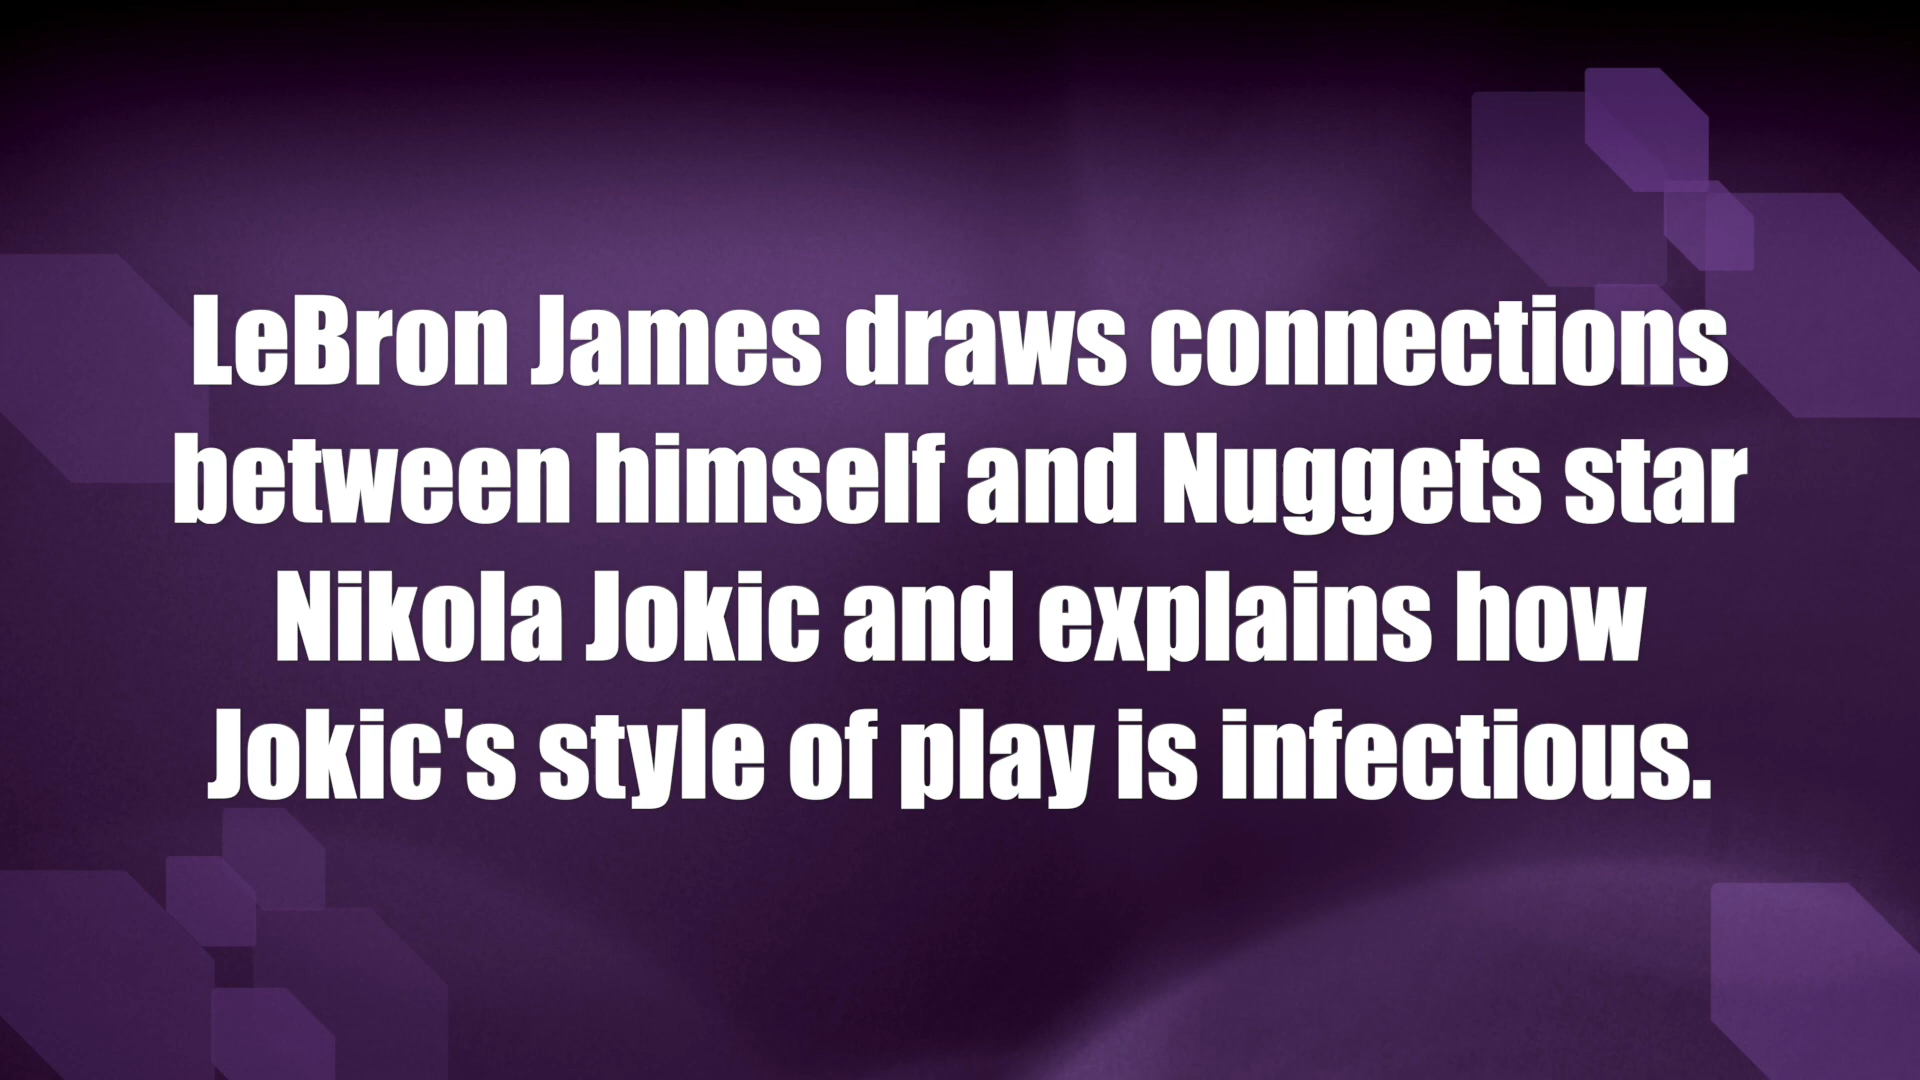 LeBron James draws connections
between himself and Nuggets star
Nikola Jokic and explains how
Jokic's style of play is infectious.